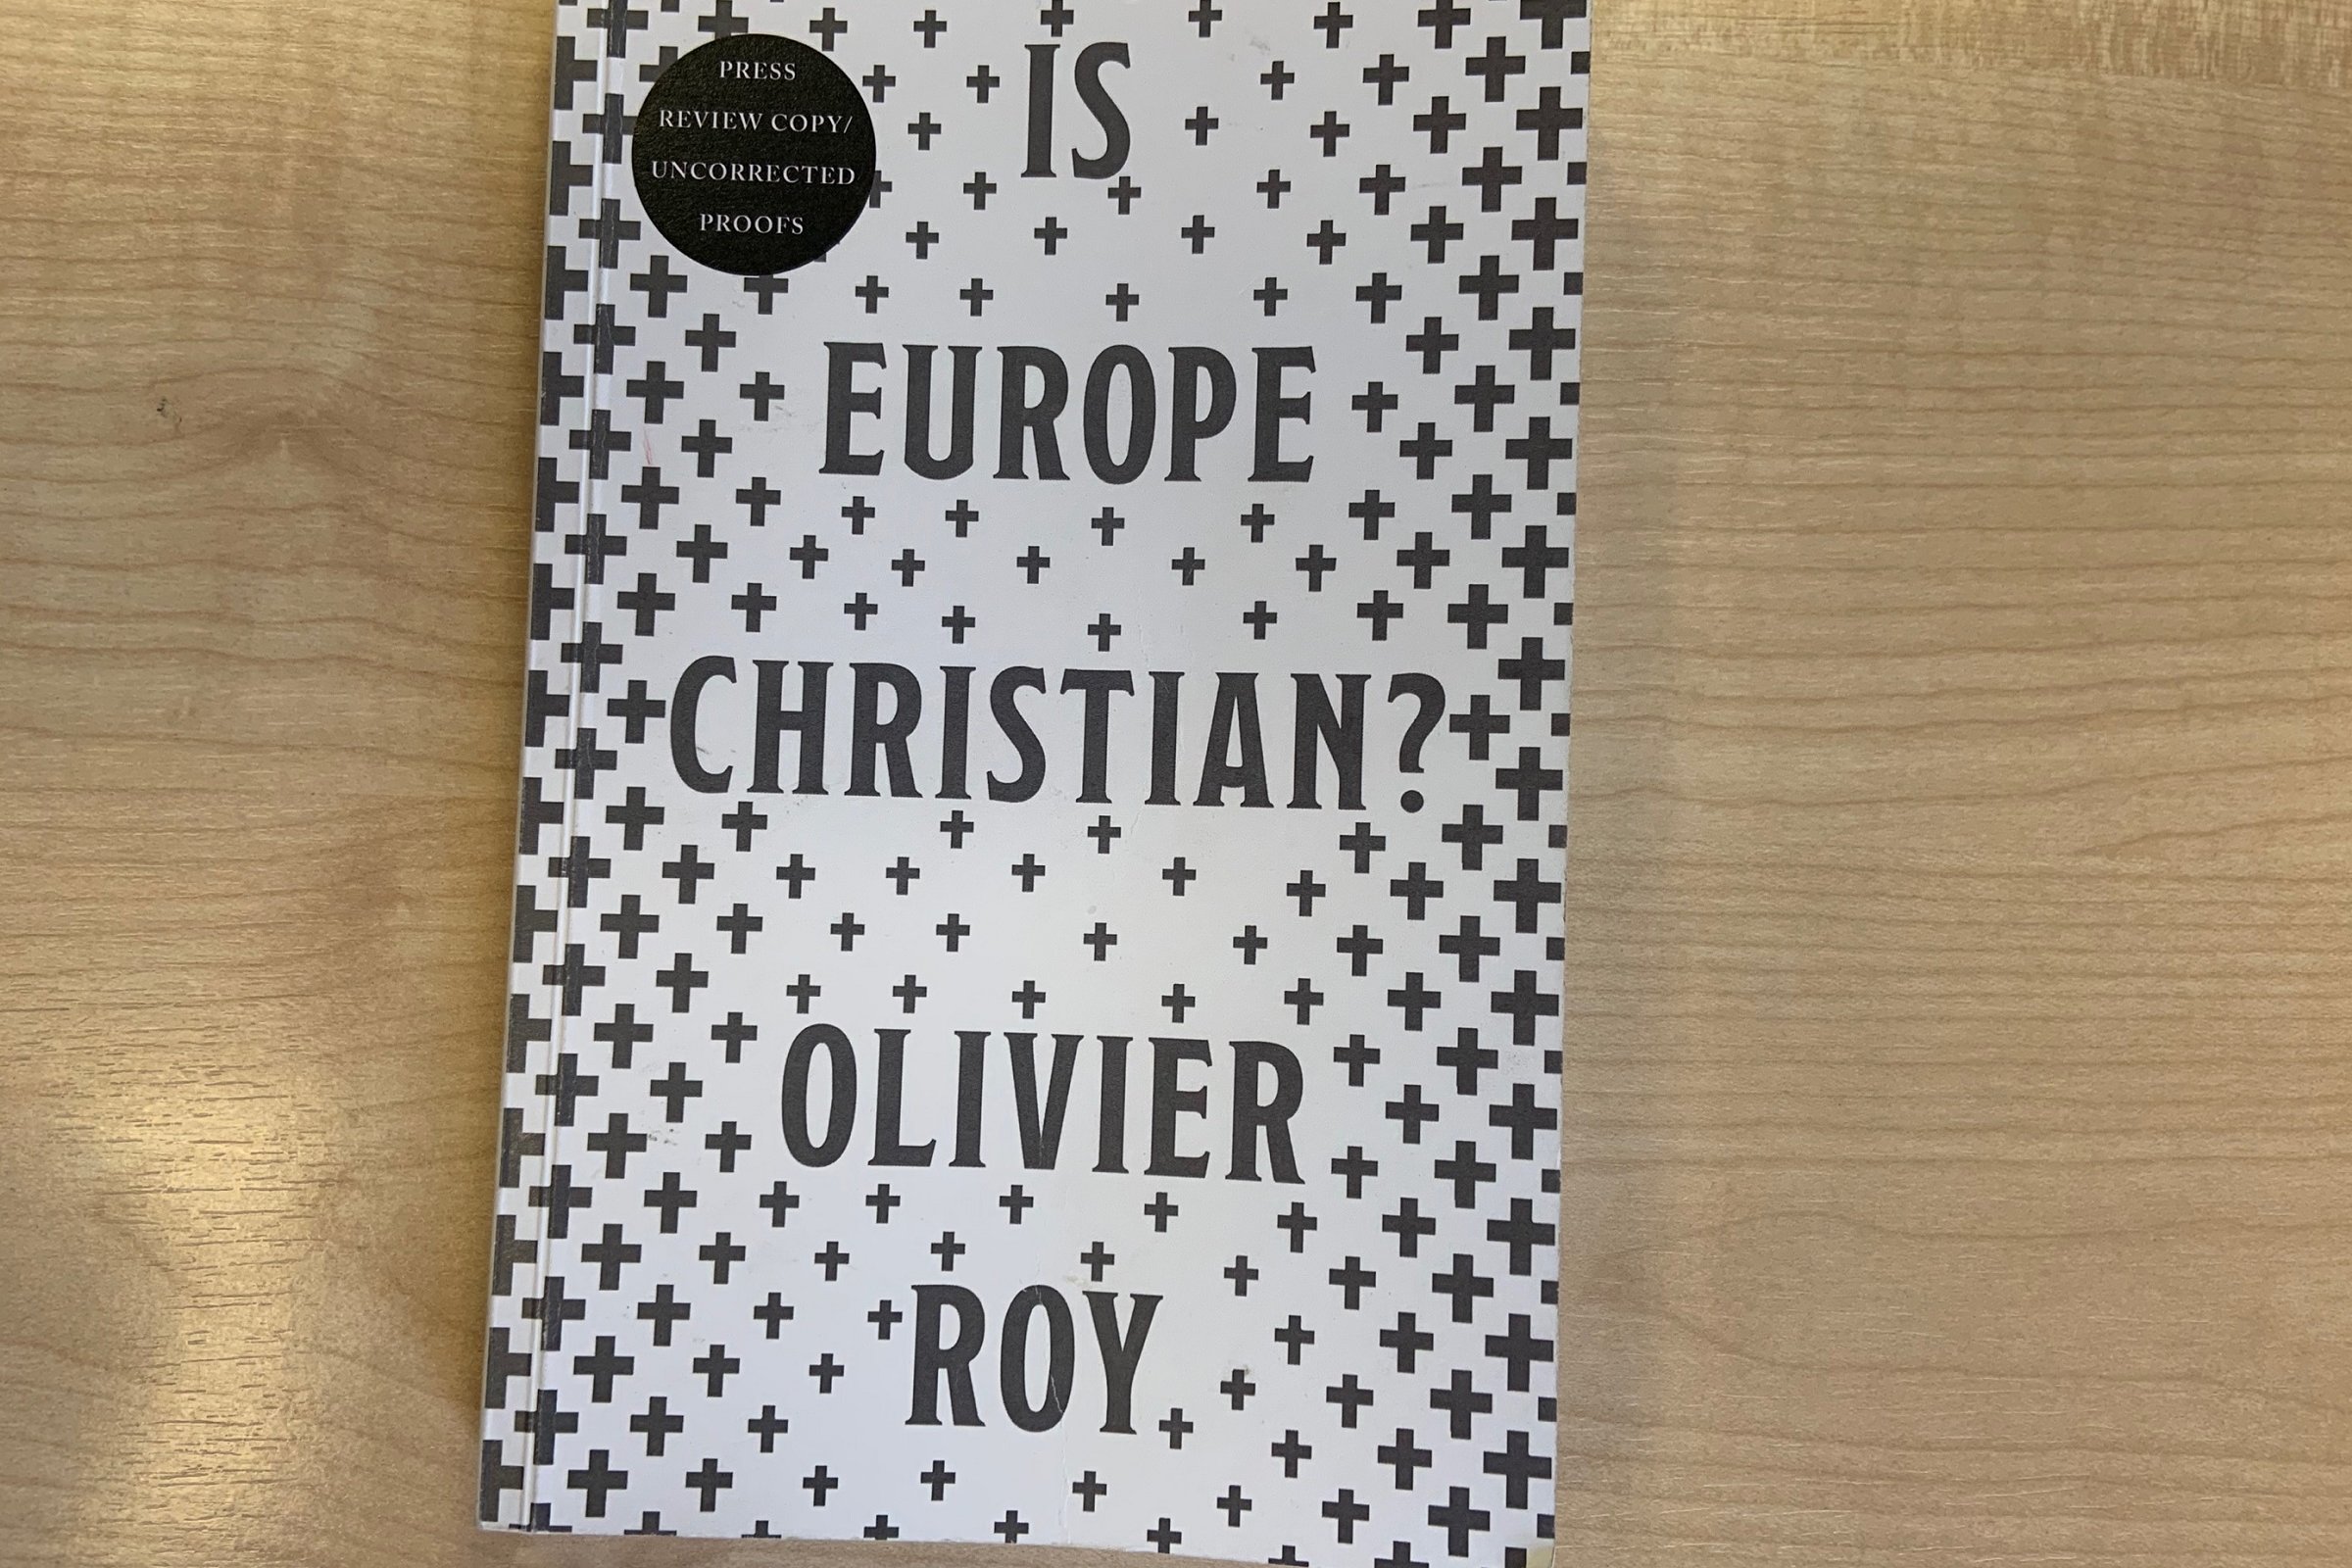 PRESS
REVIEW COPY/
UNCORRECTED
PROOFS
IS
EUROPE
CHRISTIAN?
OLIVIER
ROY